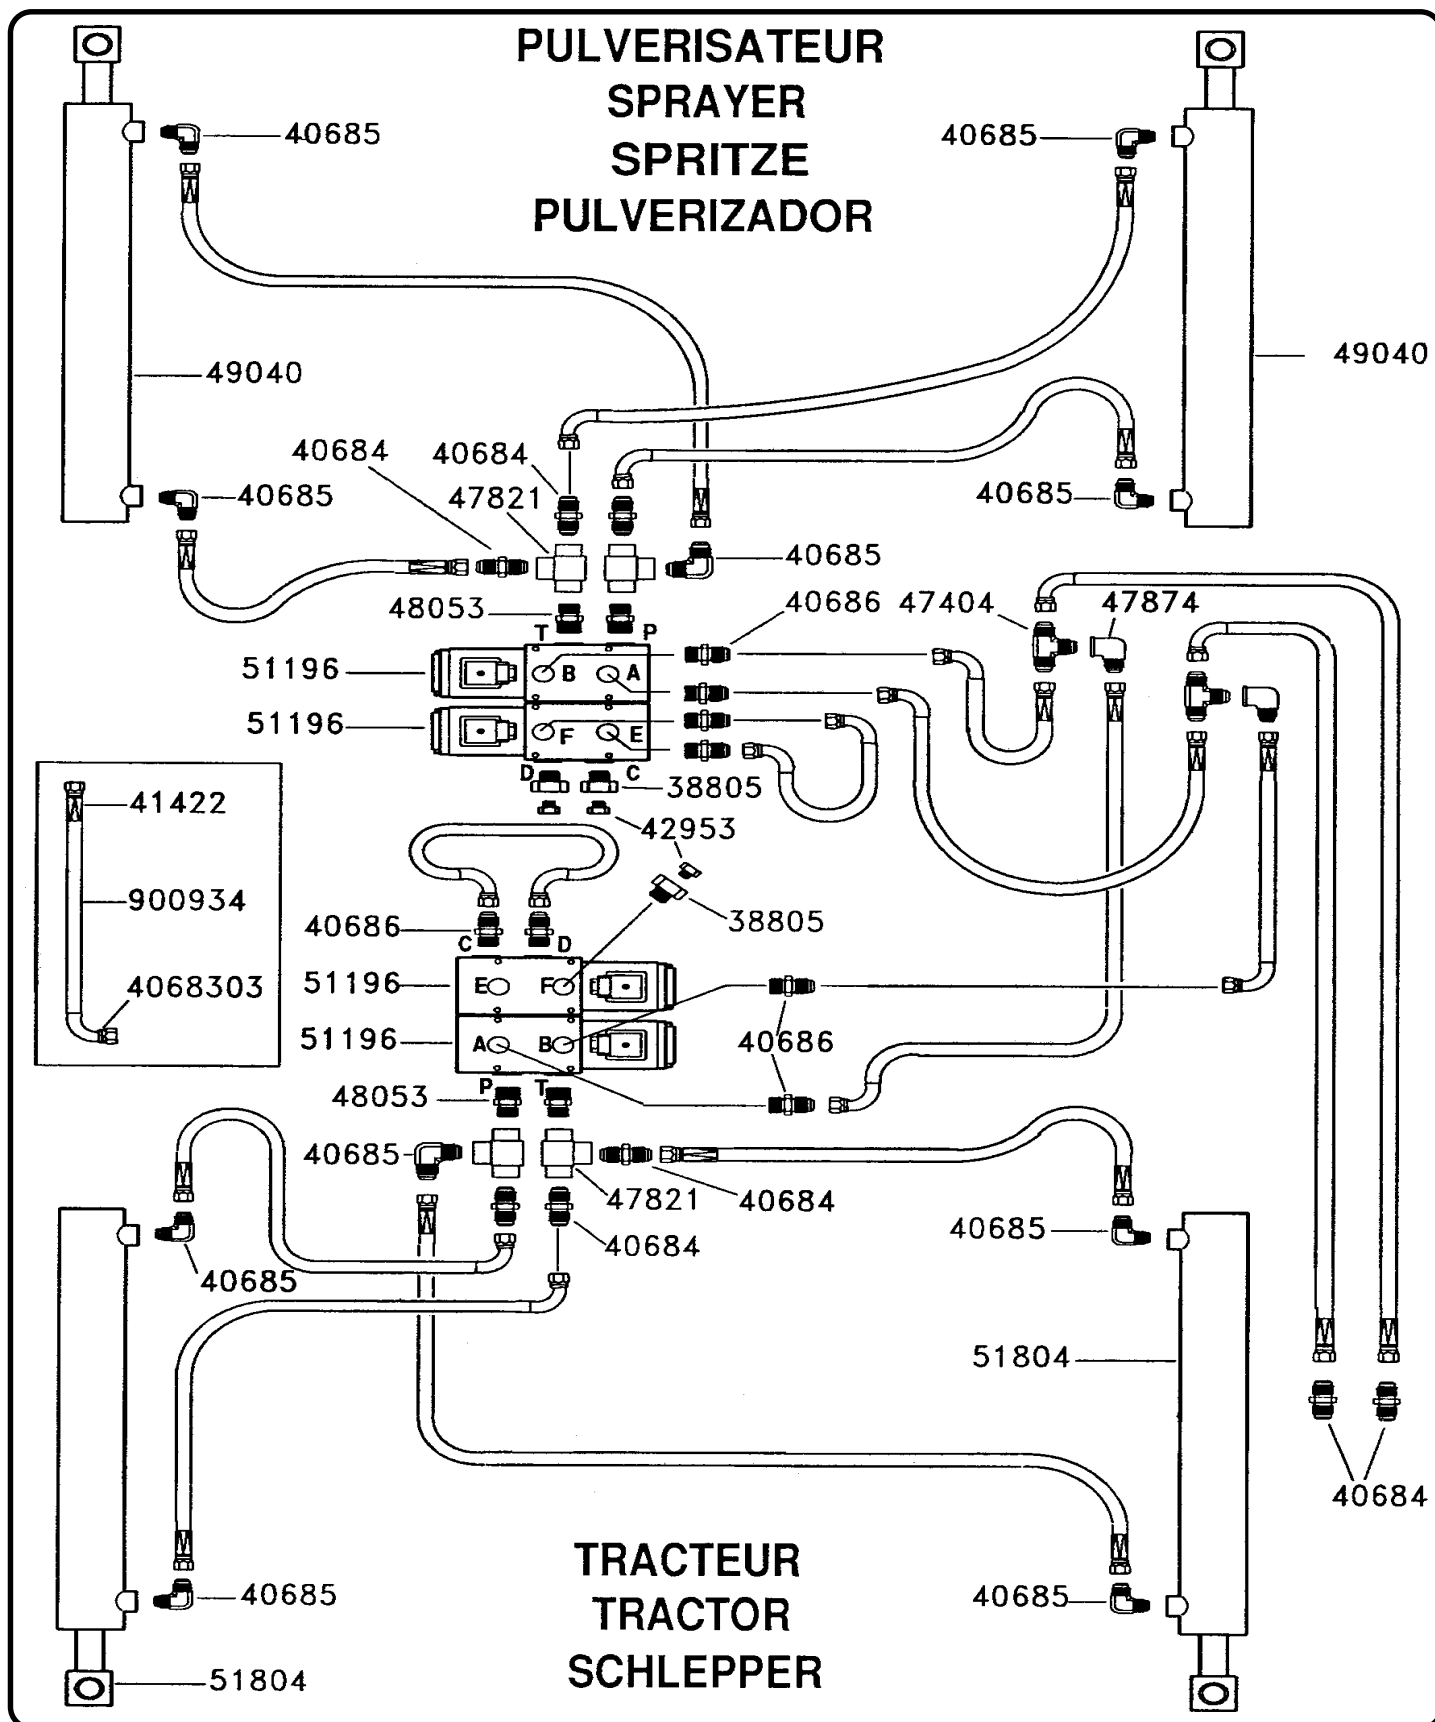 PULVERISATEUR
SPRAYER
SPRITZE
PULVERIZADOR
40685
40685
49040
49040
40684
40684
47821
40685
40685
40685
48053
40686
47404
47874
T
P
51196
B
A
51196
F
E
D
C
38805
42953
41422
900934
4068303
38805
40686
C
D
51196
E
F
51196
A
B
40686
P
T
48053
40685
47821
40684
40684
40685
40685
51804
40684
40685
40685
51804
TRACTEUR
TRACTOR
SCHLEPPER